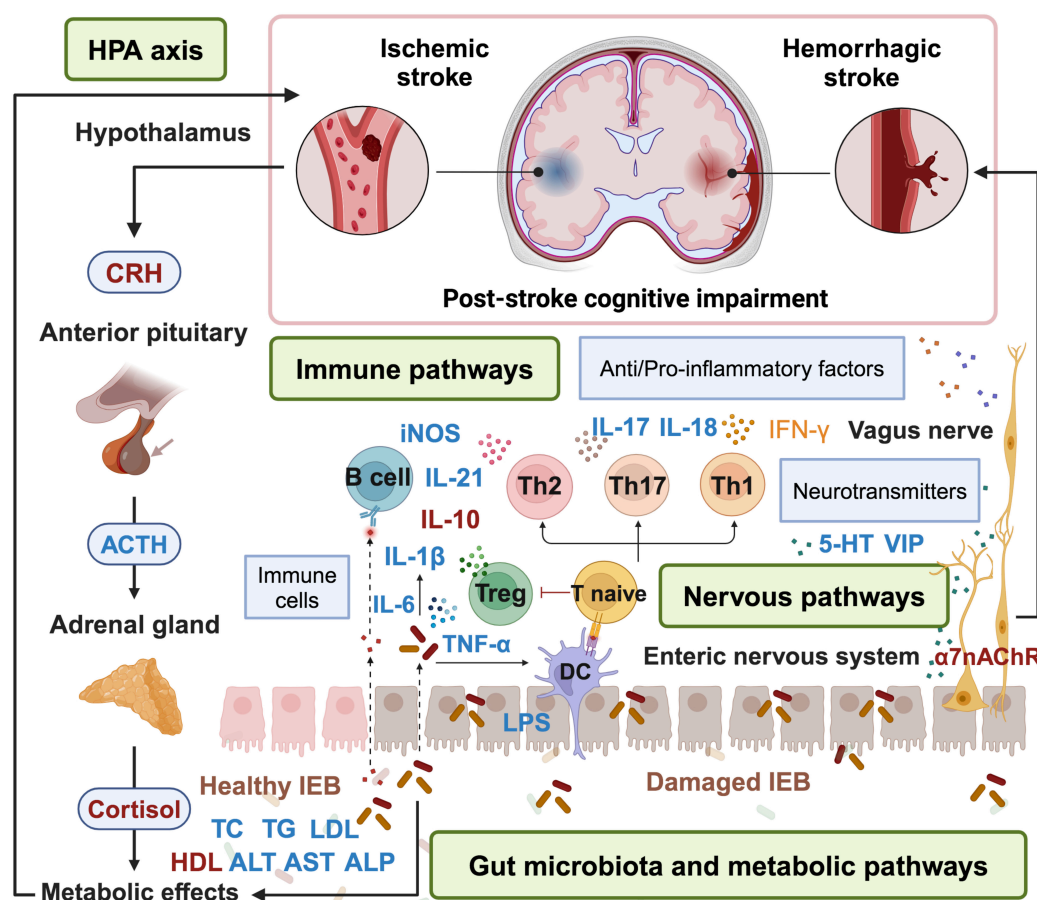 HPA axis
Ischemic
stroke
Hemorrhagic
stroke
Hypothalamus
CRH
Post-stroke cognitive impairment
Anterior pituitary
Immune pathways
Anti/Pro-inflammatory factors
iNOS
IL-17 IL-18
IFN-γ
Vagus nerve
B cell
IL-21
Th2
Th17
Th1
Neurotransmitters
IL-10
ACTH
5-HT VIP
IL-1β
Immune
cells
Treg
T naive
Nervous pathways
IL-6
Adrenal gland
TNF-α
DC
Enteric nervous system
α7nAChR
LPS
Healthy IEB
Damaged IEB
Cortisol
TC TG LDL
HDL ALT AST ALP
Gut microbiota and metabolic pathways
Metabolic effects